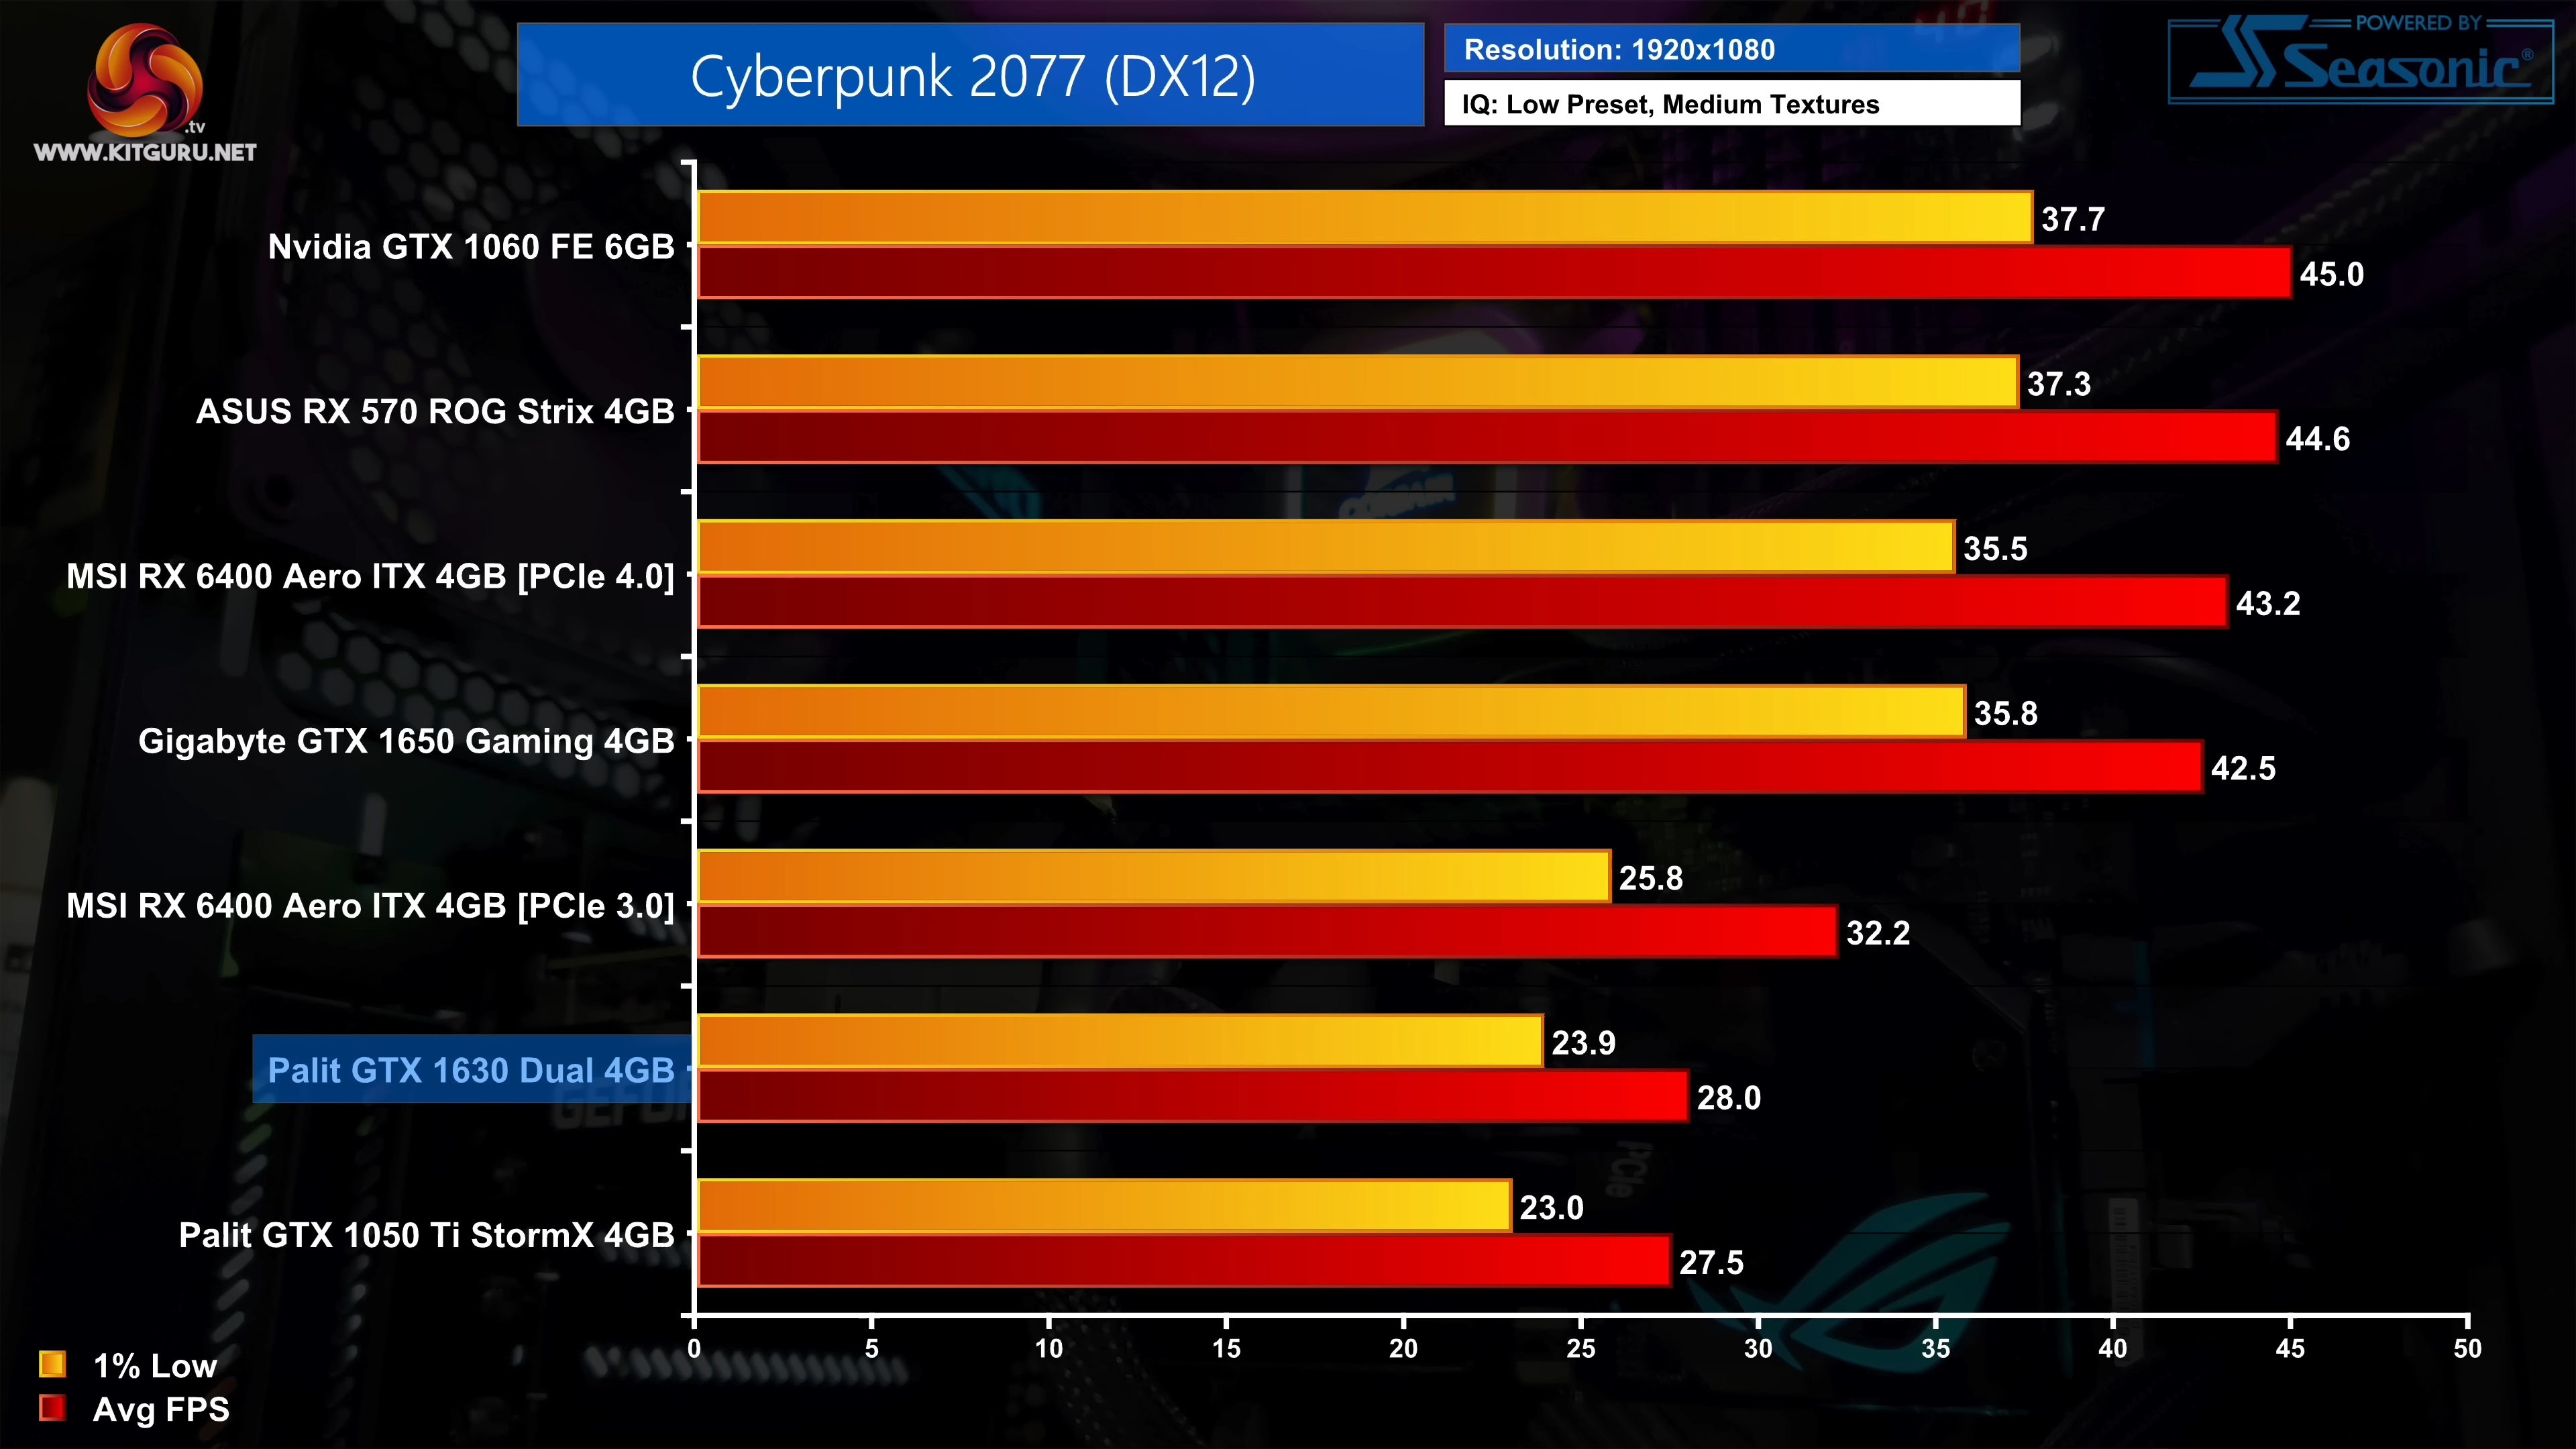 .tv
WWW.KITGURU.NET
Cyberpunk 2077 (DX12)
Resolution: 1920x1080
IQ: Low Preset, Medium Textures
POWERED BY
Seasonic®
Nvidia GTX 1060 FE 6GB
37.7
45.0
ASUS RX 570 ROG Strix 4GB
37.3
44.6
MSI RX 6400 Aero ITX 4GB [PCIe 4.0]
35.5
43.2
Gigabyte GTX 1650 Gaming 4GB
35.8
42.5
MSI RX 6400 Aero ITX 4GB [PCIe 3.0]
25.8
32.2
Palit GTX 1630 Dual 4GB
23.9
28.0
Palit GTX 1050 Ti StormX 4GB
23.0
27.5
0 5 10 15 20 25 30 35 40 45 50
1% Low
Avg FPS
CORSAIR
PCIe